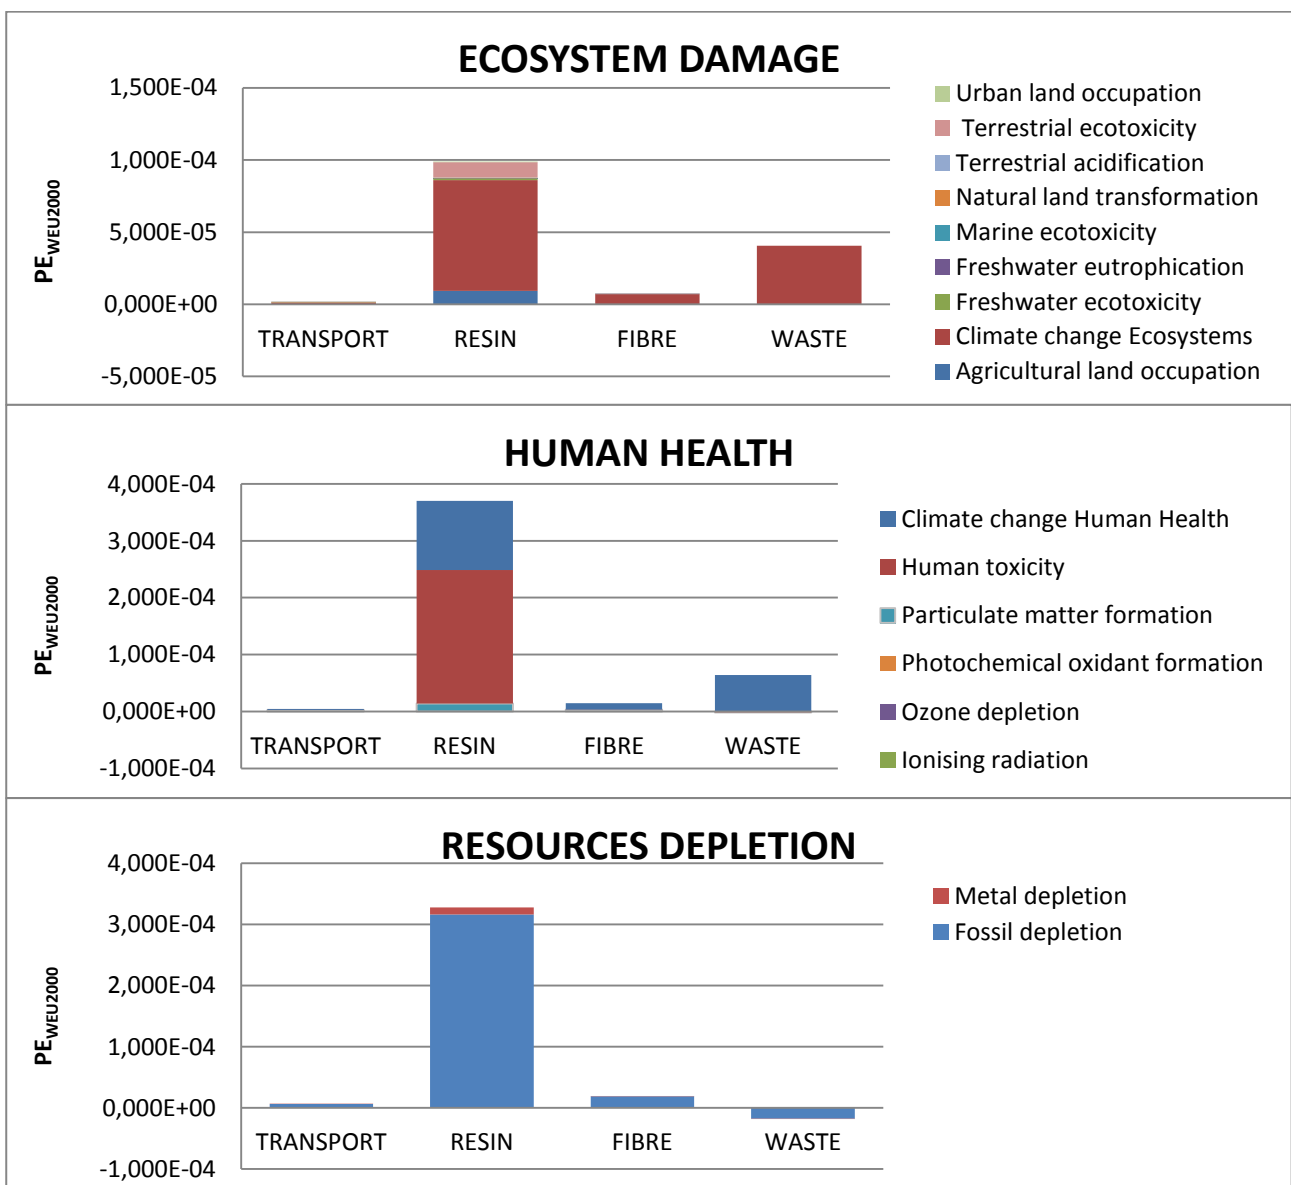 ECOSYSTEM DAMAGE
1,500E-04
1,000E-04
5,000E-05
0,000E+00
-5,000E-05
PEWEU2000
TRANSPORT RESIN FIBRE WASTE
Urban land occupation
Terrestrial ecotoxicity
Terrestrial acidification
Natural land transformation
Marine ecotoxicity
Freshwater eutrophication
Freshwater ecotoxicity
Climate change Ecosystems
Agricultural land occupation
HUMAN HEALTH
4,000E-04
3,000E-04
2,000E-04
1,000E-04
0,000E+00
-1,000E-04
PEWEU2000
TRANSPORT RESIN FIBRE WASTE
Climate change Human Health
Human toxicity
Particulate matter formation
Photochemical oxidant formation
Ozone depletion
Ionising radiation
RESOURCES DEPLETION
4,000E-04
3,000E-04
2,000E-04
1,000E-04
0,000E+00
-1,000E-04
PEWEU2000
TRANSPORT RESIN FIBRE WASTE
Metal depletion
Fossil depletion